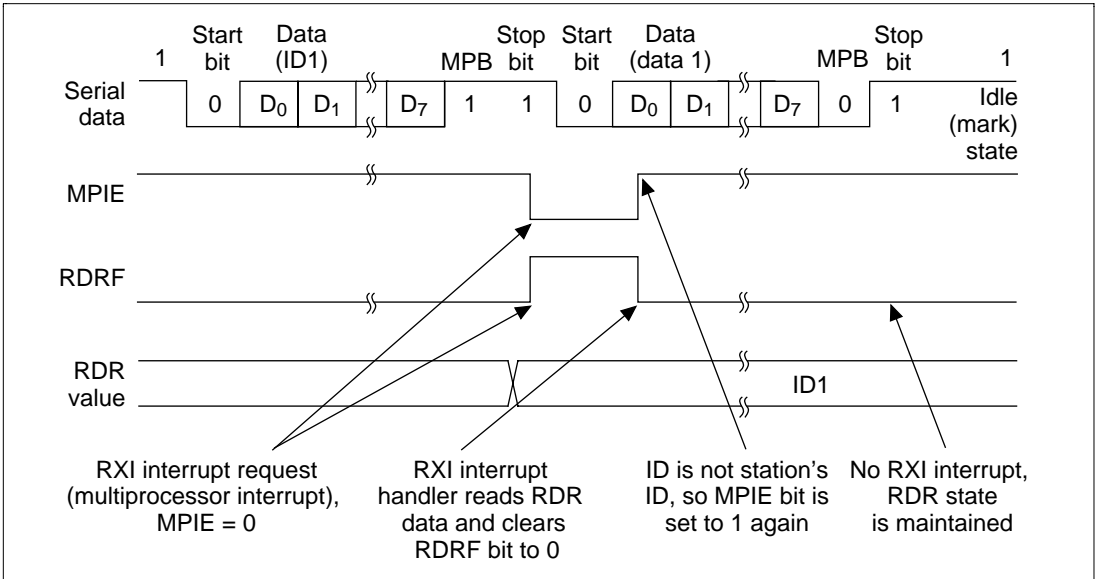 1 Start bit Data (ID1) MPB Stop bit Start bit Data (data 1) MPB Stop bit 1
Serial data 0 D0 D1 D7 1 1 0 D0 D1 D7 0 1 Idle (mark) state
MPIE
RDRF
RDR value ID1
RXI interrupt request
(multiprocessor interrupt),
MPIE = 0
RXI interrupt
handler reads RDR
data and clears
RDRF bit to 0
ID is not station's
ID, so MPIE bit is
set to 1 again
No RXI interrupt,
RDR state
is maintained